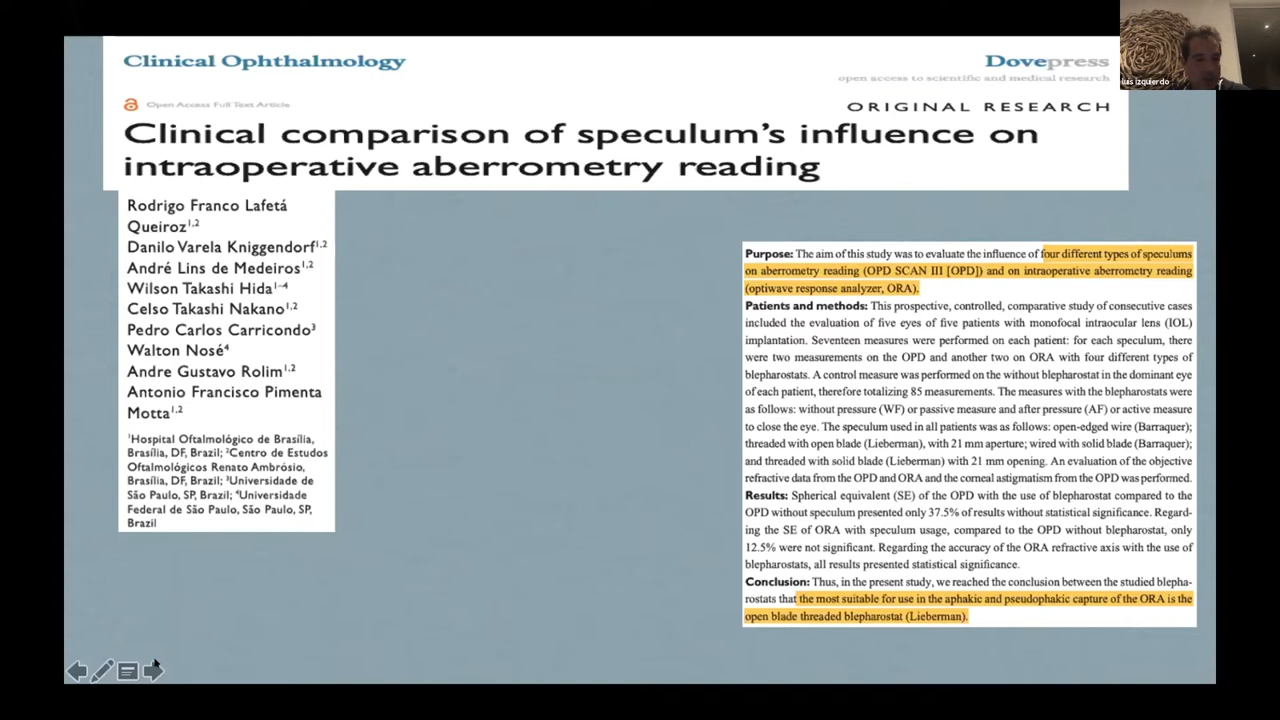 Clinical Ophthalmology
Dovepress
open access to scientific and medical research
Open Access Full Text Article
ORIGINAL RESEARCH
Clinical comparison of speculum's influence on
intraoperative aberrometry reading
Rodrigo Franco Lafetá
Queiroz1,2
Danilo Varela Kniggendorf1,2
André Lins de Medeiros1,2
Wilson Takashi Hida1–4
Celso Takashi Nakano1,2
Pedro Carlos Carricondo3
Walton Nosé4
Andre Gustavo Rolim1,2
Antonio Francisco Pimenta
Motta1,2
1Hospital Oftalmológico de Brasília,
Brasília, DF, Brazil; 2Centro de Estudos
Oftalmológicos Renato Ambrósio,
Brasília, DF, Brazil; 3Universidade de
São Paulo, SP, Brazil; 4Universidade
Federal de São Paulo, São Paulo, SP,
Brazil
Purpose: The aim of this study was to evaluate the influence of four different types of speculums
on aberrometry reading (OPD SCAN III [OPD]) and on intraoperative aberrometry reading
(optiwave response analyzer, ORA).
Patients and methods: This prospective, controlled, comparative study of consecutive cases
included the evaluation of five eyes of five patients with monofocal intraocular lens (IOL)
implantation. Seventeen measures were performed on each patient: for each speculum, there
were two measurements on the OPD and another two on ORA with four different types of
blepharostats. A control measure was performed on the without blepharostat in the dominant eye
of each patient, therefore totalizing 85 measurements. The measures with the blepharostats were
as follows: without pressure (WF) or passive measure and after pressure (AF) or active measure
to close the eye. The speculum used in all patients was as follows: open-edged wire (Barraquer);
threaded with open blade (Lieberman), with 21 mm aperture; wired with solid blade (Barraquer);
and threaded with solid blade (Lieberman) with 21 mm opening. An evaluation of the objective
refractive data from the OPD and ORA and the corneal astigmatism from the OPD was performed.
Results: Spherical equivalent (SE) of the OPD with the use of blepharostat compared to the
OPD without speculum presented only 37.5% of results without statistical significance. Regard-
ing the SE of ORA with speculum usage, compared to the OPD without blepharostat, only
12.5% were not significant. Regarding the accuracy of the ORA refractive axis with the use of
blepharostats, all results presented statistical significance.
Conclusion: Thus, in the present study, we reached the conclusion between the studied blepha-
rostats that the most suitable for use in the aphakic and pseudophakic capture of the ORA is the
open blade threaded blepharostat (Lieberman).
luis izquierdo